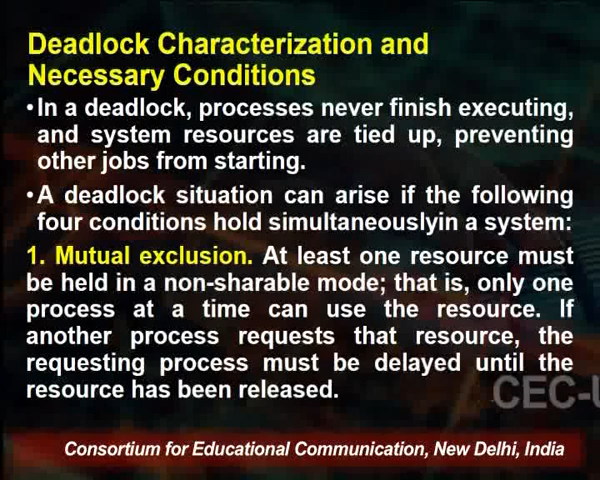 Deadlock Characterization and
Necessary Conditions
•In a deadlock, processes never finish executing,
and system resources are tied up, preventing
other jobs from starting.
•A deadlock situation can arise if the following
four conditions hold simultaneouslyin a system:
1. Mutual exclusion. At least one resource must
be held in a non-sharable mode; that is, only one
process at a time can use the resource. If
another process requests that resource, the
requesting process must be delayed until the
resource has been released.
CEC-U
Consortium for Educational Communication, New Delhi, India